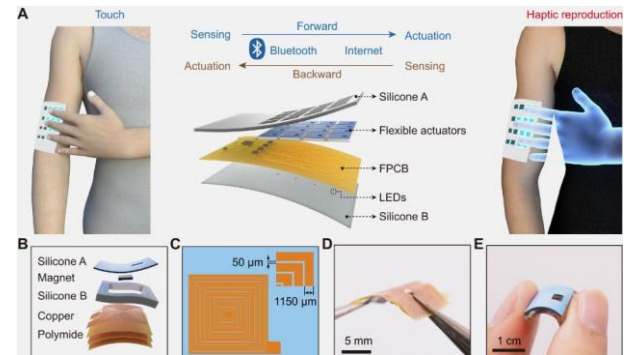 A
Touch
Forward
Haptic reproduction
Sensing
Actuation
Bluetooth
Internet
Actuation
Sensing
Backward
Silicone A
Flexible actuators
FPCB
LEDs
Silicone B
B
Silicone A
Magnet
Silicone B
Copper
Polymide
C
50 µm
1150 µm
D
5 mm
E
1 cm